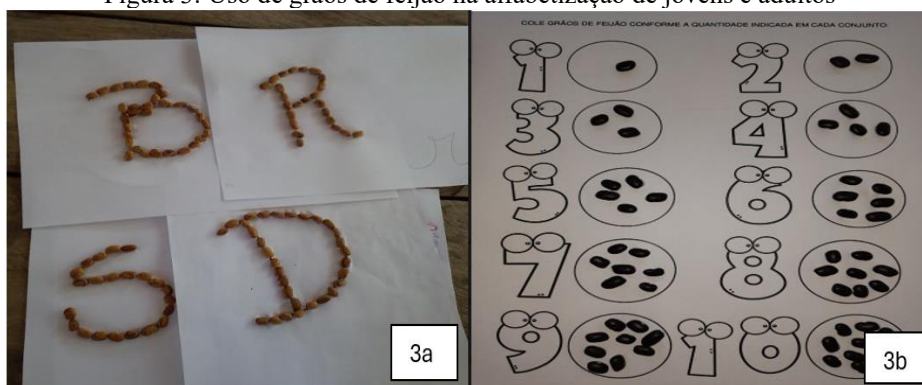 Figura 3: Uso de grãos de feijão na alfabetização de jovens e adultos
COLE GRÃOS DE FEIJÃO CONFORME A QUANTIDADE INDICADA EM CADA CONJUNTO:
B R
S D
1 2
3 4
5 6
7 8
9 10
3a
3b